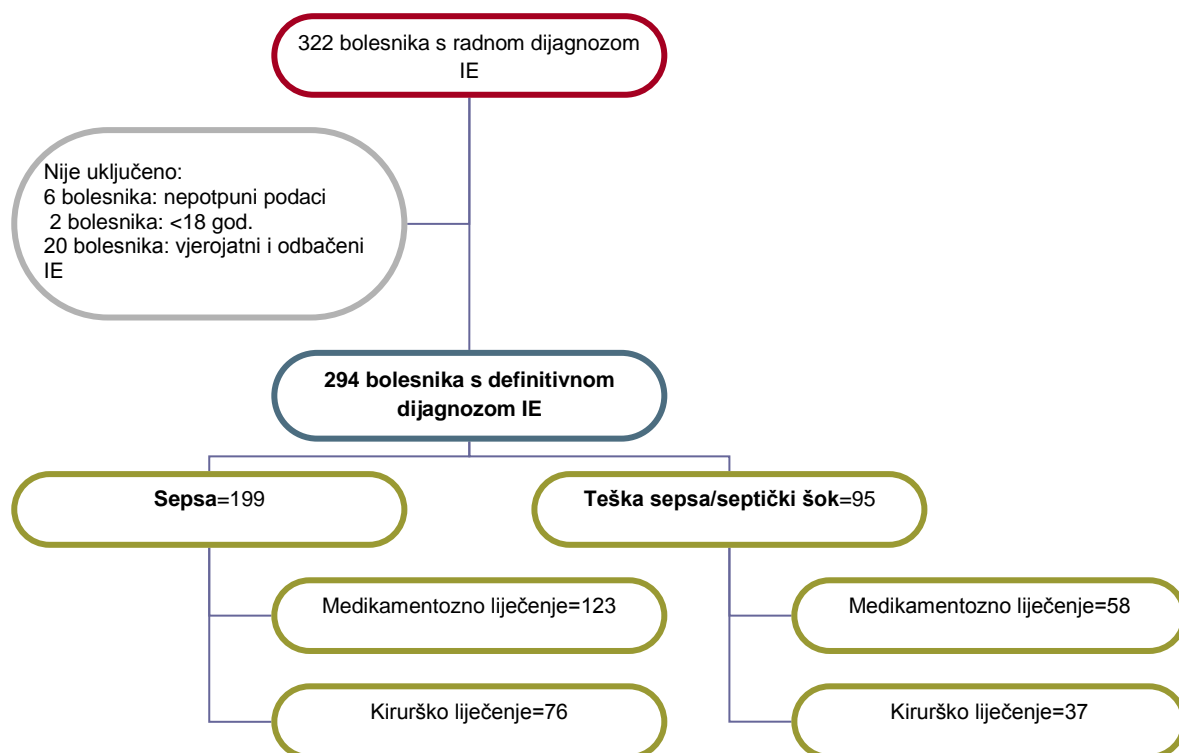 322 bolesnika s radnom dijagnozom
IE
Nije uključeno:
6 bolesnika: nepotpuni podaci
2 bolesnika: <18 god.
20 bolesnika: vjerojatni i odbačeni
IE
294 bolesnika s definitivnom
dijagnozom IE
Sepsa=199
Teška sepsa/septički šok=95
Medikamentozno liječenje=123
Medikamentozno liječenje=58
Kirurško liječenje=76
Kirurško liječenje=37